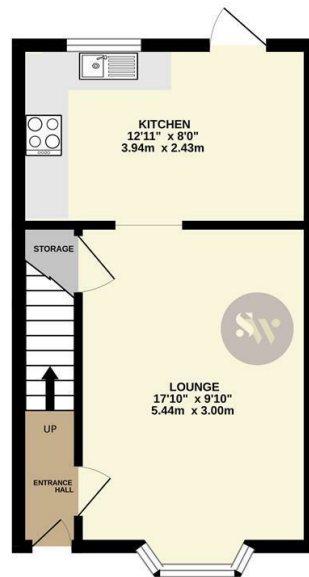 KITCHEN
12'11" x 8'0"
3.94m x 2.43m
STORAGE
SW
LOUNGE
17'10" x 9'10"
5.44m x 3.00m
UP
ENTRANCE
HALL